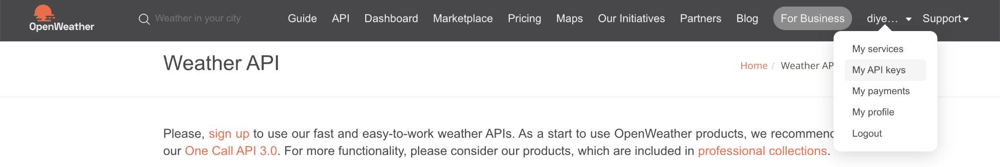 OpenWeather
Weather in your city
Guide API Dashboard Marketplace Pricing Maps Our Initiatives Partners Blog For Business diye... Support
My services
My API keys
My payments
My profile
Logout
Weather API
Home / Weather AP
Please, sign up to use our fast and easy-to-work weather APIs. As a start to use OpenWeather products, we recommend
our One Call API 3.0. For more functionality, please consider our products, which are included in professional collections.